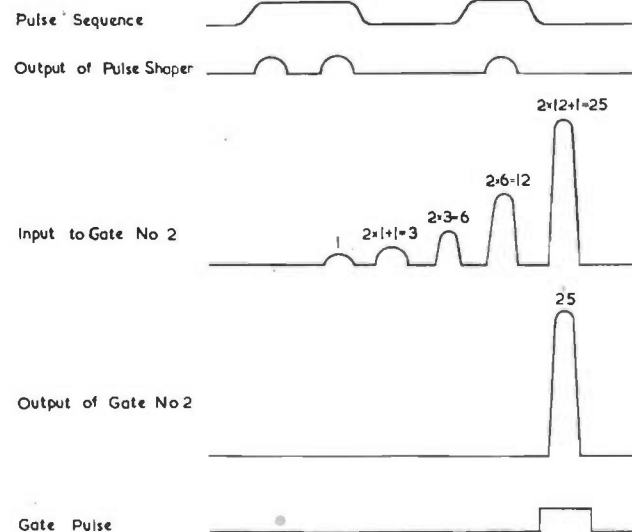 Pulse Sequence
Output of Pulse Shaper
2×12+1=25
2×6=12
2×3=6
2×1+1=3
1
Input to Gate No 2
25
Output of Gate No 2
Gate Pulse